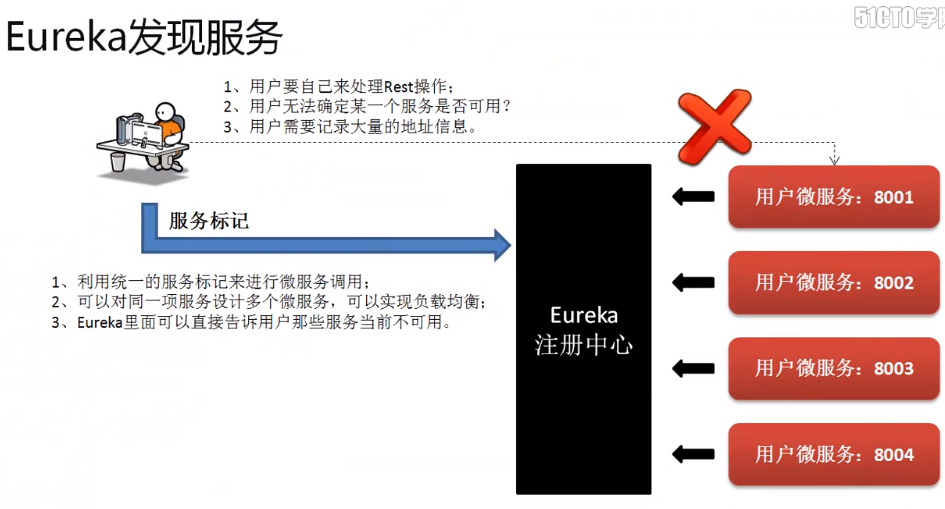 51CTO学院
Eureka发现服务
1、用户要自己来处理Rest操作；
2、用户无法确定某一个服务是否可用？
3、用户需要记录大量的地址信息。
服务标记
1、利用统一的服务标记来进行微服务调用；
2、可以对同一项服务设计多个微服务，可以实现负载均衡；
3、Eureka里面可以直接告诉用户那些服务当前不可用。
Eureka
注册中心
用户微服务：8001
用户微服务：8002
用户微服务：8003
用户微服务：8004